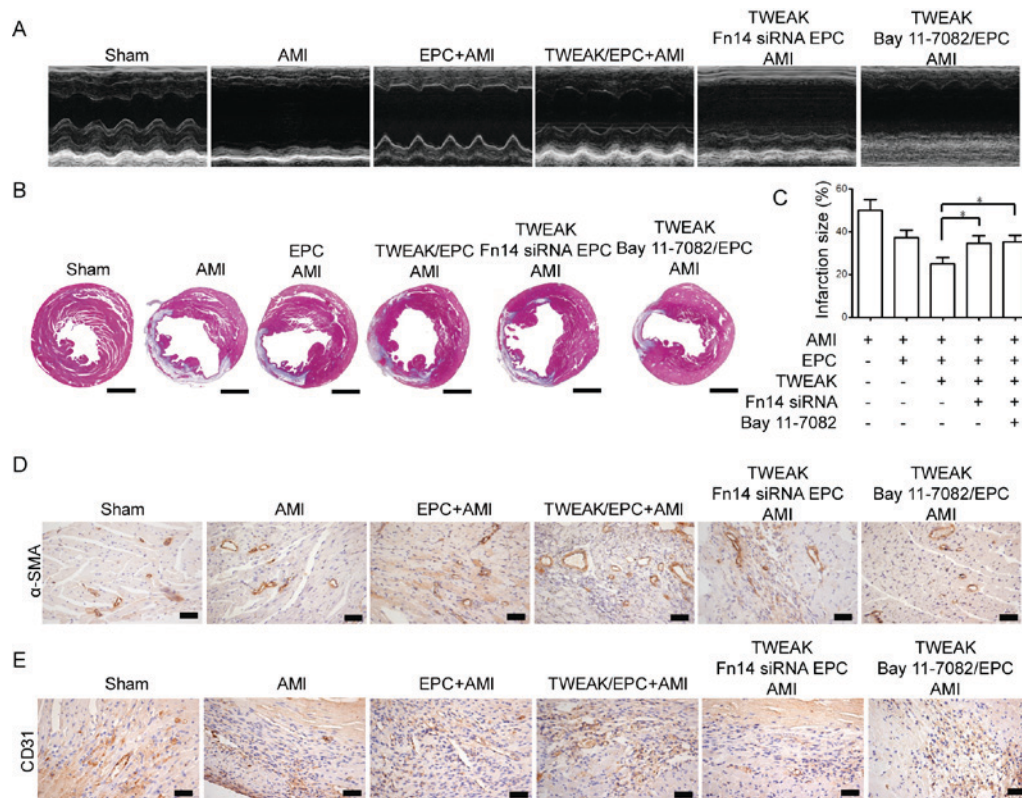 A
Sham
AMI
EPC+AMI
TWEAK/EPC+AMI
TWEAK
Fn14 siRNA EPC
AMI
TWEAK
Bay 11-7082/EPC
AMI
B
Sham
AMI
EPC
AMI
TWEAK/EPC
AMI
TWEAK
Fn14 siRNA EPC
AMI
TWEAK
Bay 11-7082/EPC
AMI
C
Infarction size (%)
60
40
20
0
*
AMI + + + + +
EPC - + + + +
TWEAK - - + + +
Fn14 siRNA - - - + +
Bay 11-7082 - - - - +
D
Sham
AMI
EPC+AMI
TWEAK/EPC+AMI
TWEAK
Fn14 siRNA EPC
AMI
TWEAK
Bay 11-7082/EPC
AMI
α-SMA
E
Sham
AMI
EPC+AMI
TWEAK/EPC+AMI
TWEAK
Fn14 siRNA EPC
AMI
TWEAK
Bay 11-7082/EPC
AMI
CD31